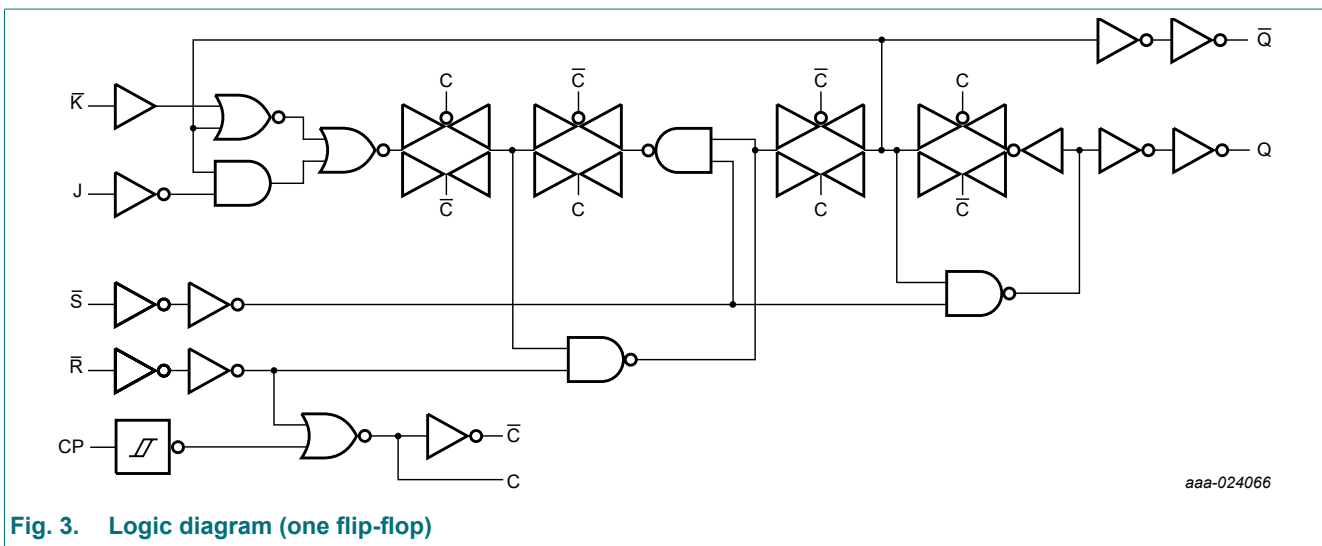 Q̅
K̅
C
C̅
C̅
C
J
C̅
C
C
C̅
Q
S̅
R̅
CP
C̅
C
aaa-024066
Fig. 3. Logic diagram (one flip-flop)